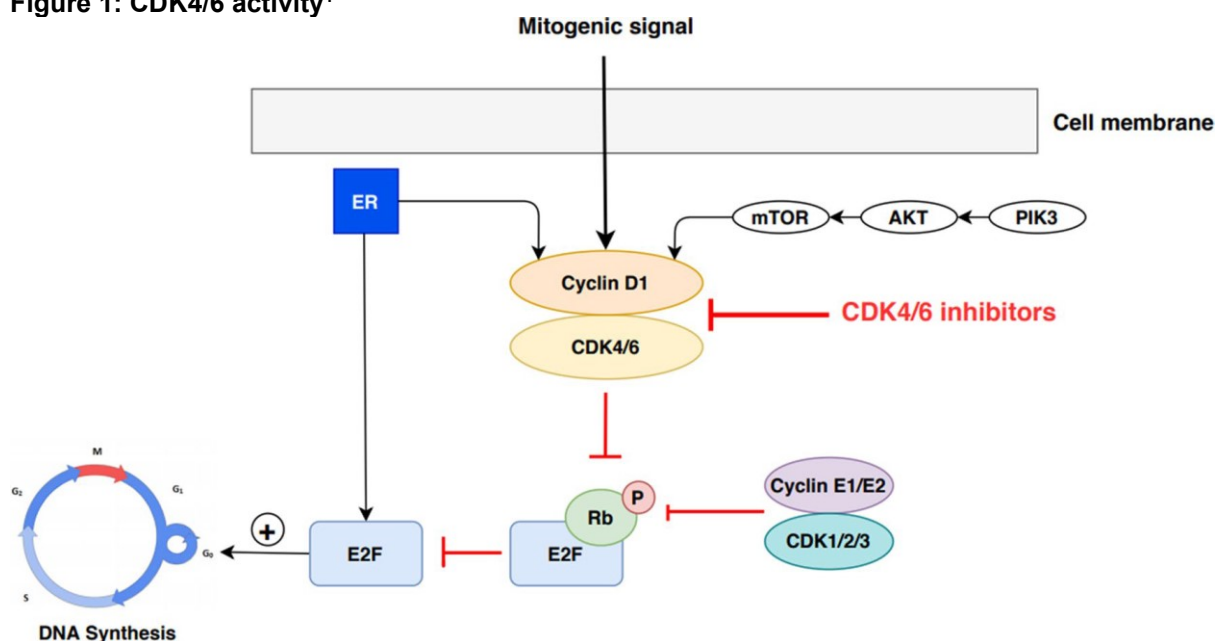 Figure 1: CDK4/6 activity¹
Mitogenic signal
Cell membrane
ER
mTOR
AKT
PIK3
Cyclin D1
CDK4/6 inhibitors
CDK4/6
M
G₂
G₁
Cyclin E1/E2
P
Rb
+
CDK1/2/3
G₀
E2F
E2F
S
DNA Synthesis